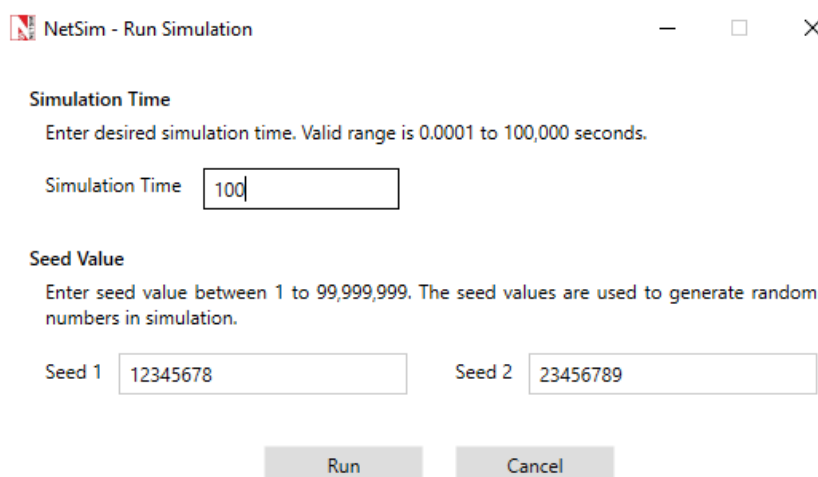 NetSim - Run Simulation
Simulation Time
Enter desired simulation time. Valid range is 0.0001 to 100,000 seconds.
Simulation Time 100
Seed Value
Enter seed value between 1 to 99,999,999. The seed values are used to generate random
numbers in simulation.
Seed 1 12345678 Seed 2 23456789
Run Cancel